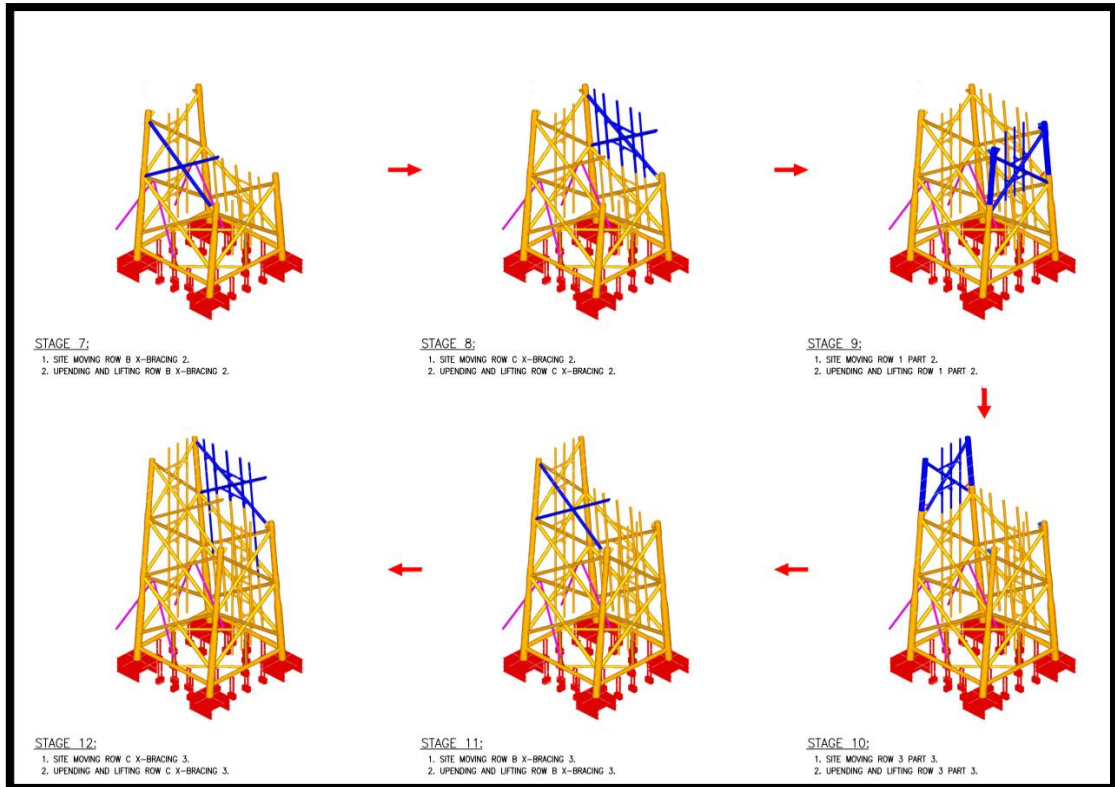 STAGE 7:
1. SITE MOVING ROW B X-BRACING 2.
2. UPENDING AND LIFTING ROW B X-BRACING 2.
STAGE 8:
1. SITE MOVING ROW C X-BRACING 2.
2. UPENDING AND LIFTING ROW C X-BRACING 2.
STAGE 9:
1. SITE MOVING ROW 1 PART 2.
2. UPENDING AND LIFTING ROW 1 PART 2.
STAGE 10:
1. SITE MOVING ROW 3 PART 3.
2. UPENDING AND LIFTING ROW 3 PART 3.
STAGE 11:
1. SITE MOVING ROW B X-BRACING 3.
2. UPENDING AND LIFTING ROW B X-BRACING 3.
STAGE 12:
1. SITE MOVING ROW C X-BRACING 3.
2. UPENDING AND LIFTING ROW C X-BRACING 3.